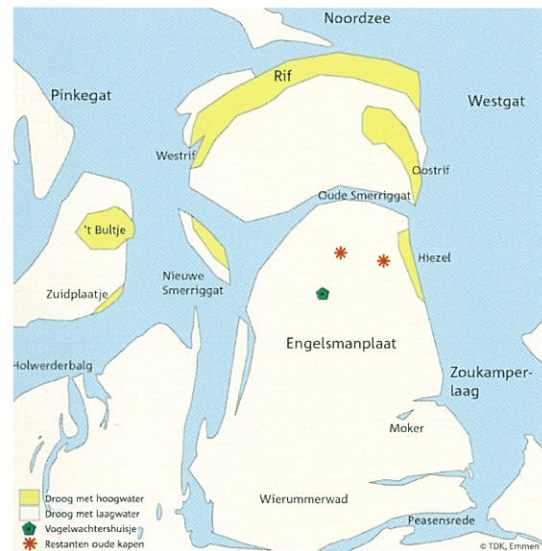 Noordzee
Rif
Pinkegat
Westgat
Westrif
Oostrif
Oude Smerriggat
't Bultje
Hiezel
Nieuwe
Smerriggat
Zuidplaatje
Engelsmanplaat
Holwerderbalg
Zoukamper-
laag
Moker
Wierummerwad
Peasensrede
Droog met hoogwater
Droog met laagwater
Vogelwachtershuisje
Restanten oude kapen
© TDK, Emmen